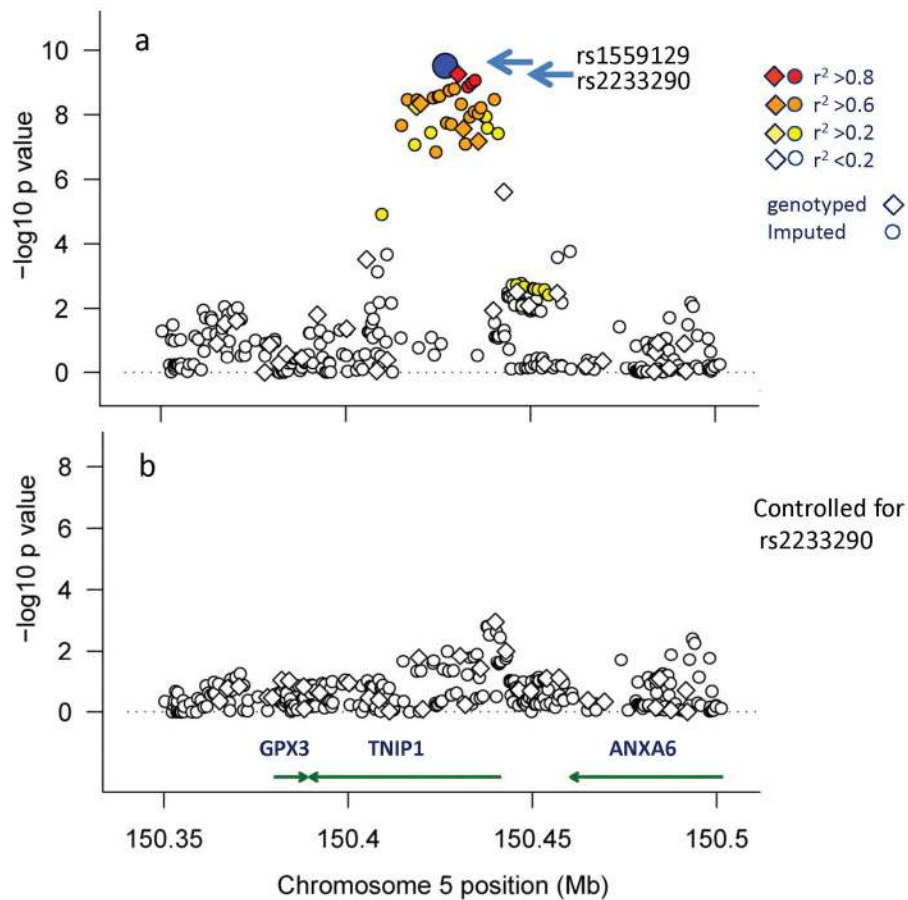 a
rs1559129
rs2233290
r² >0.8
r² >0.6
r² >0.2
r² <0.2
genotyped
Imputed
−log10 p value
10
8
6
4
2
0
b
Controlled for
rs2233290
−log10 p value
8
6
4
2
0
GPX3 TNIP1 ANXA6
150.35 150.4 150.45 150.5
Chromosome 5 position (Mb)